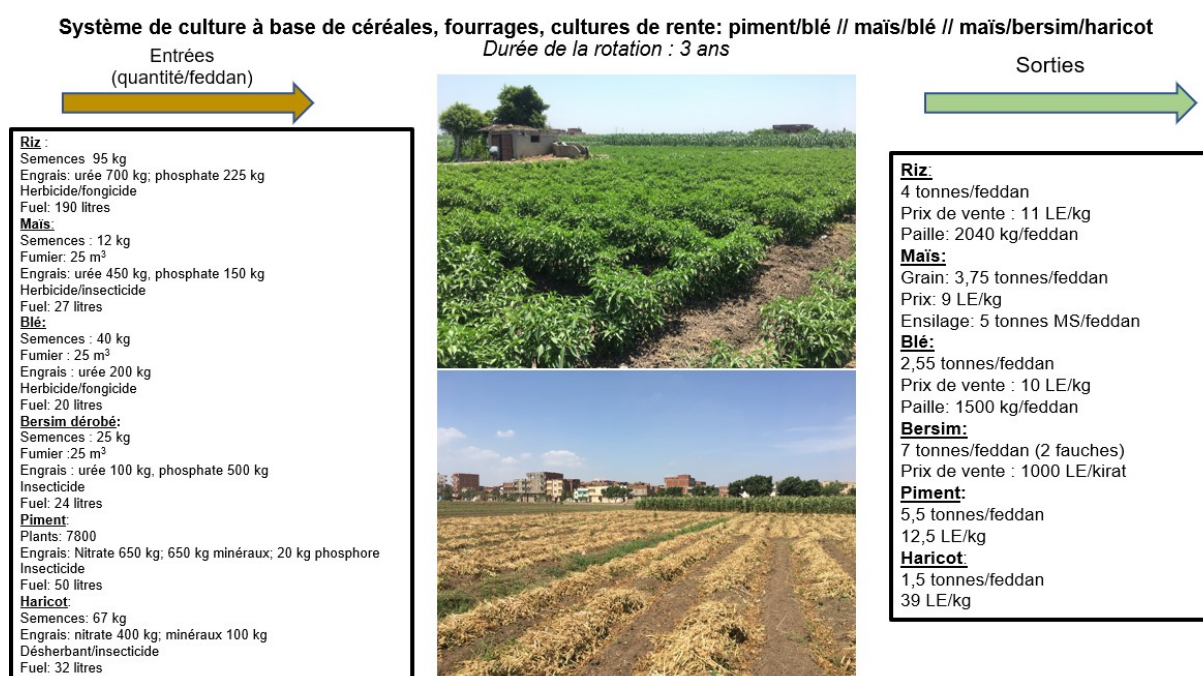 Système de culture à base de céréales, fourrages, cultures de rente: piment/blé // maïs/blé // maïs/bersim/haricot
Durée de la rotation : 3 ans
Entrées
(quantité/feddan)
Riz :
Semences 95 kg
Engrais: urée 700 kg; phosphate 225 kg
Herbicide/fongicide
Fuel: 190 litres
Maïs:
Semences : 12 kg
Fumier: 25 m³
Engrais: urée 450 kg, phosphate 150 kg
Herbicide/insecticide
Fuel: 27 litres
Blé:
Semences : 40 kg
Fumier : 25 m³
Engrais : urée 200 kg
Herbicide/fongicide
Fuel: 20 litres
Bersim dérobé:
Semences : 25 kg
Fumier :25 m³
Engrais : urée 100 kg, phosphate 500 kg
Insecticide
Fuel: 24 litres
Piment:
Plants: 7800
Engrais: Nitrate 650 kg; 650 kg minéraux; 20 kg phosphore
Insecticide
Fuel: 50 litres
Haricot:
Semences: 67 kg
Engrais: nitrate 400 kg; minéraux 100 kg
Désherbant/insecticide
Fuel: 32 litres
Sorties
Riz:
4 tonnes/feddan
Prix de vente : 11 LE/kg
Paille: 2040 kg/feddan
Maïs:
Grain: 3,75 tonnes/feddan
Prix: 9 LE/kg
Ensilage: 5 tonnes MS/feddan
Blé:
2,55 tonnes/feddan
Prix de vente : 10 LE/kg
Paille: 1500 kg/feddan
Bersim:
7 tonnes/feddan (2 fauches)
Prix de vente : 1000 LE/kirat
Piment:
5,5 tonnes/feddan
12,5 LE/kg
Haricot:
1,5 tonnes/feddan
39 LE/kg